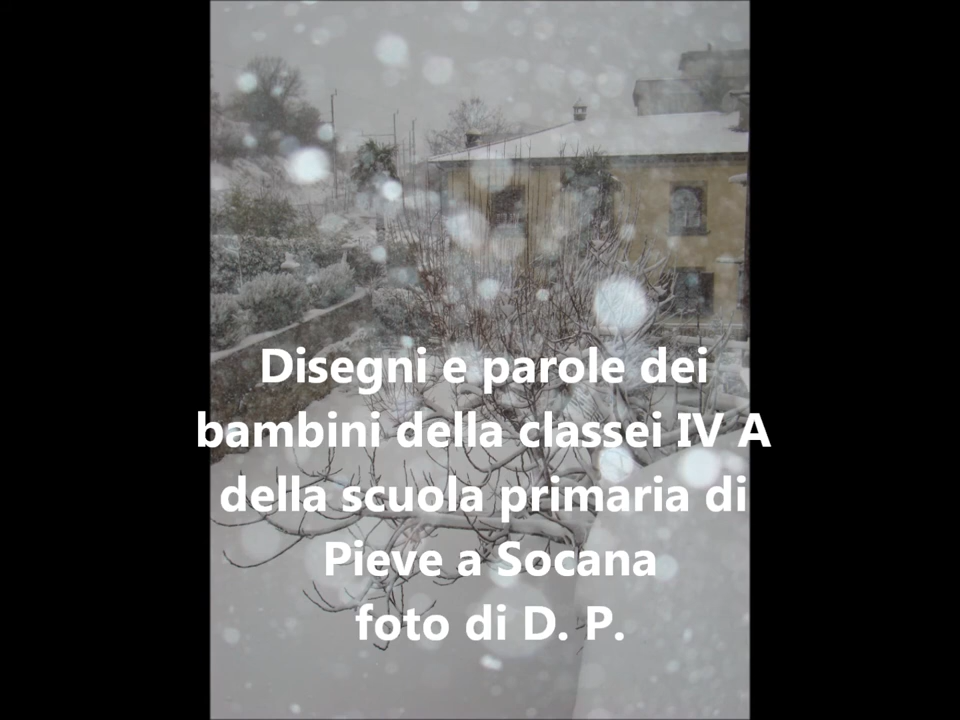 Disegni e parole dei
bambini della classei IV A
della scuola primaria di
Pieve a Socana
foto di D. P.